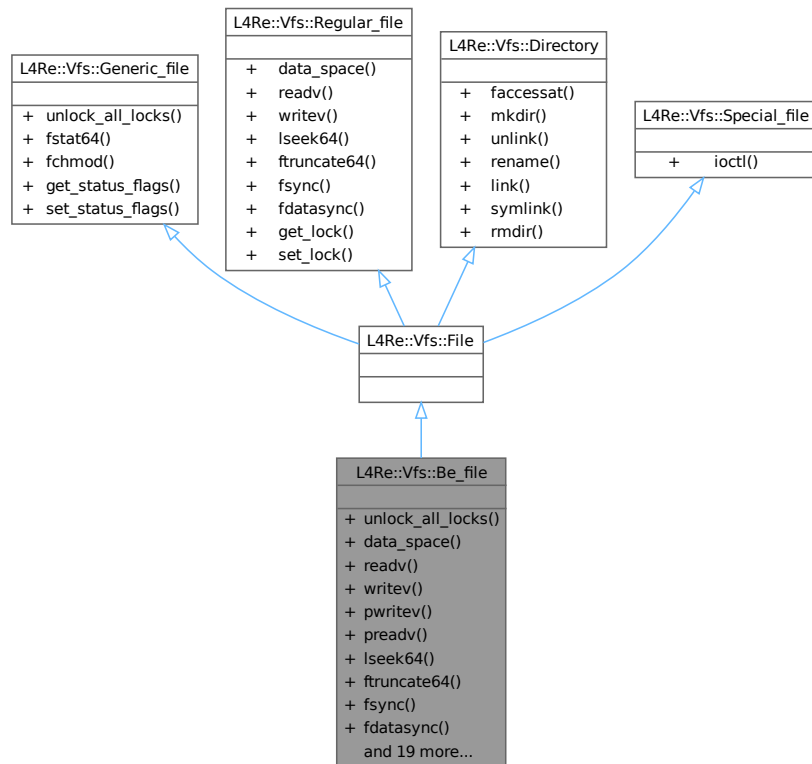 L4Re::Vfs::Generic_file
+ unlock_all_locks()
+ fstat64()
+ fchmod()
+ get_status_flags()
+ set_status_flags()
L4Re::Vfs::Regular_file
+ data_space()
+ readv()
+ writev()
+ lseek64()
+ ftruncate64()
+ fsync()
+ fdatasync()
+ get_lock()
+ set_lock()
L4Re::Vfs::Directory
+ faccessat()
+ mkdir()
+ unlink()
+ rename()
+ link()
+ symlink()
+ rmdir()
L4Re::Vfs::Special_file
+ ioctl()
L4Re::Vfs::File
L4Re::Vfs::Be_file
+ unlock_all_locks()
+ data_space()
+ readv()
+ writev()
+ pwritev()
+ preadv()
+ lseek64()
+ ftruncate64()
+ fsync()
+ fdatasync()
and 19 more...